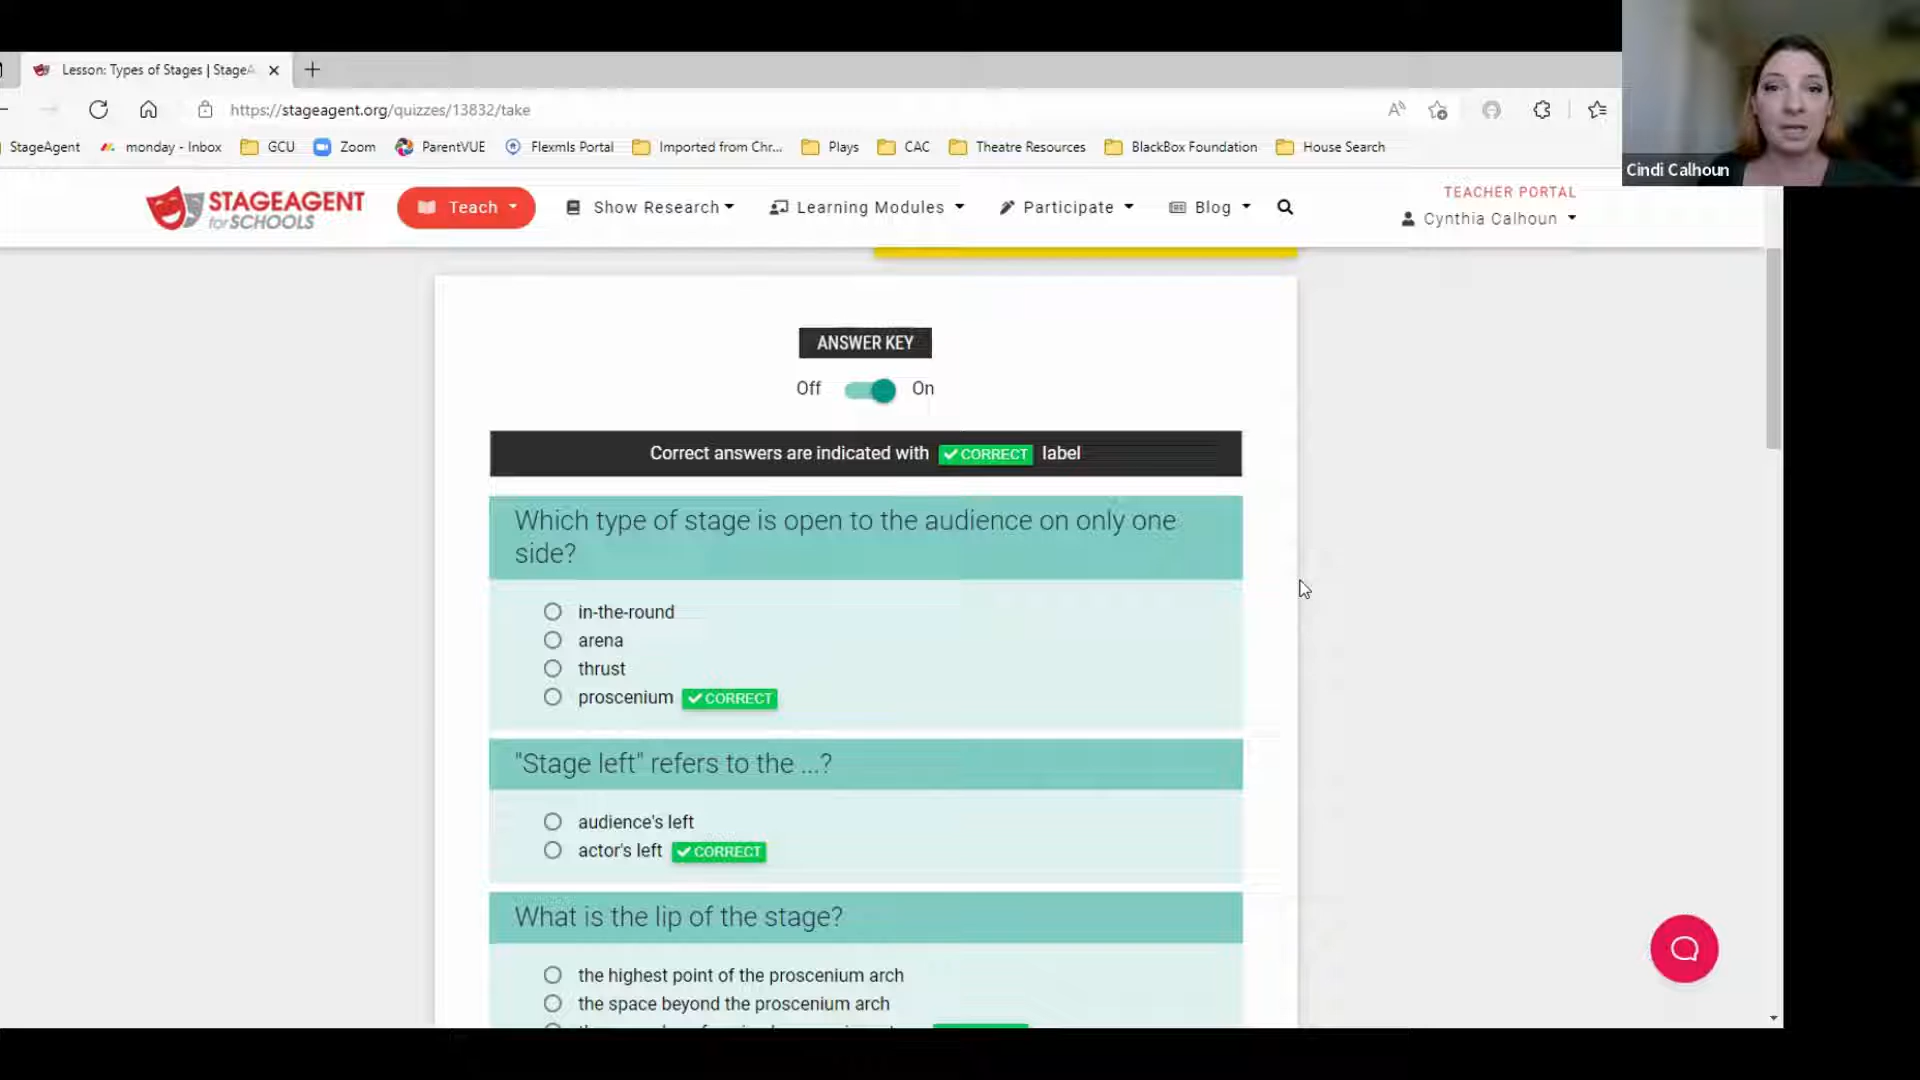 Lesson: Types of Stages | StageA
https://stageagent.org/quizzes/13832/take
StageAgent
monday - Inbox
GCU
Zoom
ParentVUE
Flexmls Portal
Imported from Chr...
Plays
CAC
Theatre Resources
BlackBox Foundation
House Search
Cindi Calhoun
STAGEAGENT
for SCHOOLS
Teach
Show Research
Learning Modules
Participate
Blog
TEACHER PORTAL
Cynthia Calhoun
ANSWER KEY
Off
On
Correct answers are indicated with ✓ CORRECT label
Which type of stage is open to the audience on only one
side?
in-the-round
arena
thrust
proscenium ✓ CORRECT
"Stage left" refers to the ...?
audience's left
actor's left ✓ CORRECT
What is the lip of the stage?
the highest point of the proscenium arch
the space beyond the proscenium arch